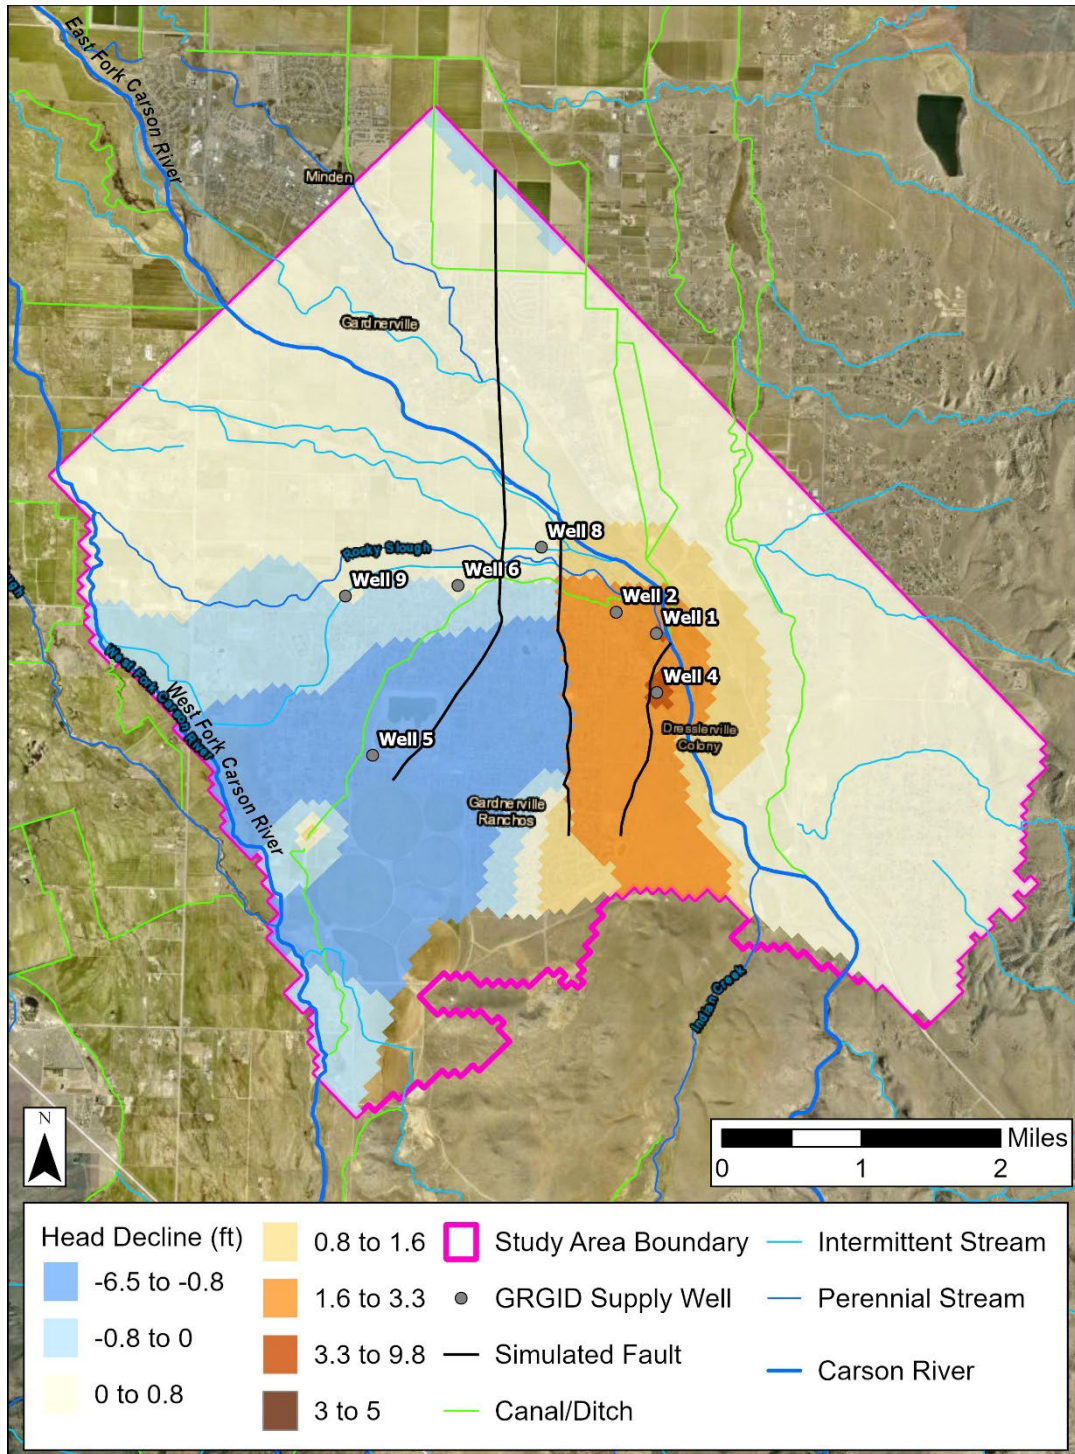 East Fork Carson River
Minden
Gardnerville
Well 8
Rocky Slough
Well 6
Well 9
Well 2
Well 1
West Fork Carson River
West Fork Carson River
Well 4
Dresslerville
Colony
Well 5
Gardnerville
Ranchos
Indian Creek
N
Miles
0 1 2
Head Decline (ft)
-6.5 to -0.8
-0.8 to 0
0 to 0.8
0.8 to 1.6
1.6 to 3.3
3.3 to 9.8
3 to 5
Study Area Boundary
GRGID Supply Well
Simulated Fault
Canal/Ditch
Intermittent Stream
Perennial Stream
Carson River